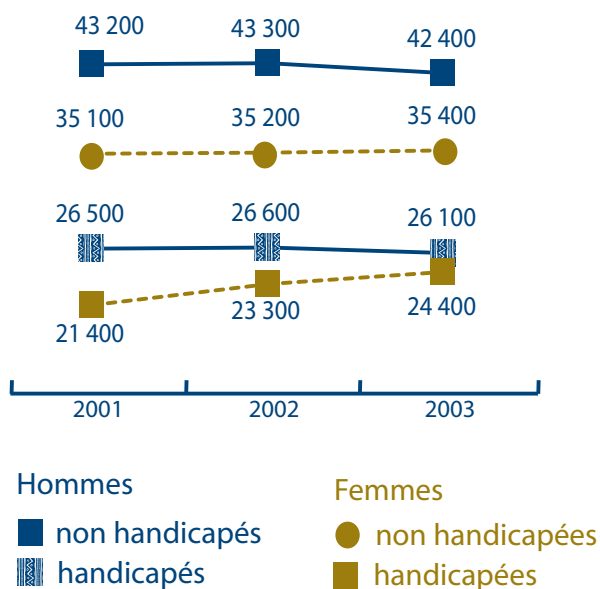 43 200 43 300 42 400
35 100 35 200 35 400
26 500 26 600 26 100
21 400 23 300 24 400
2001 2002 2003
Hommes
non handicapés
handicapés
Femmes
non handicapées
handicapées